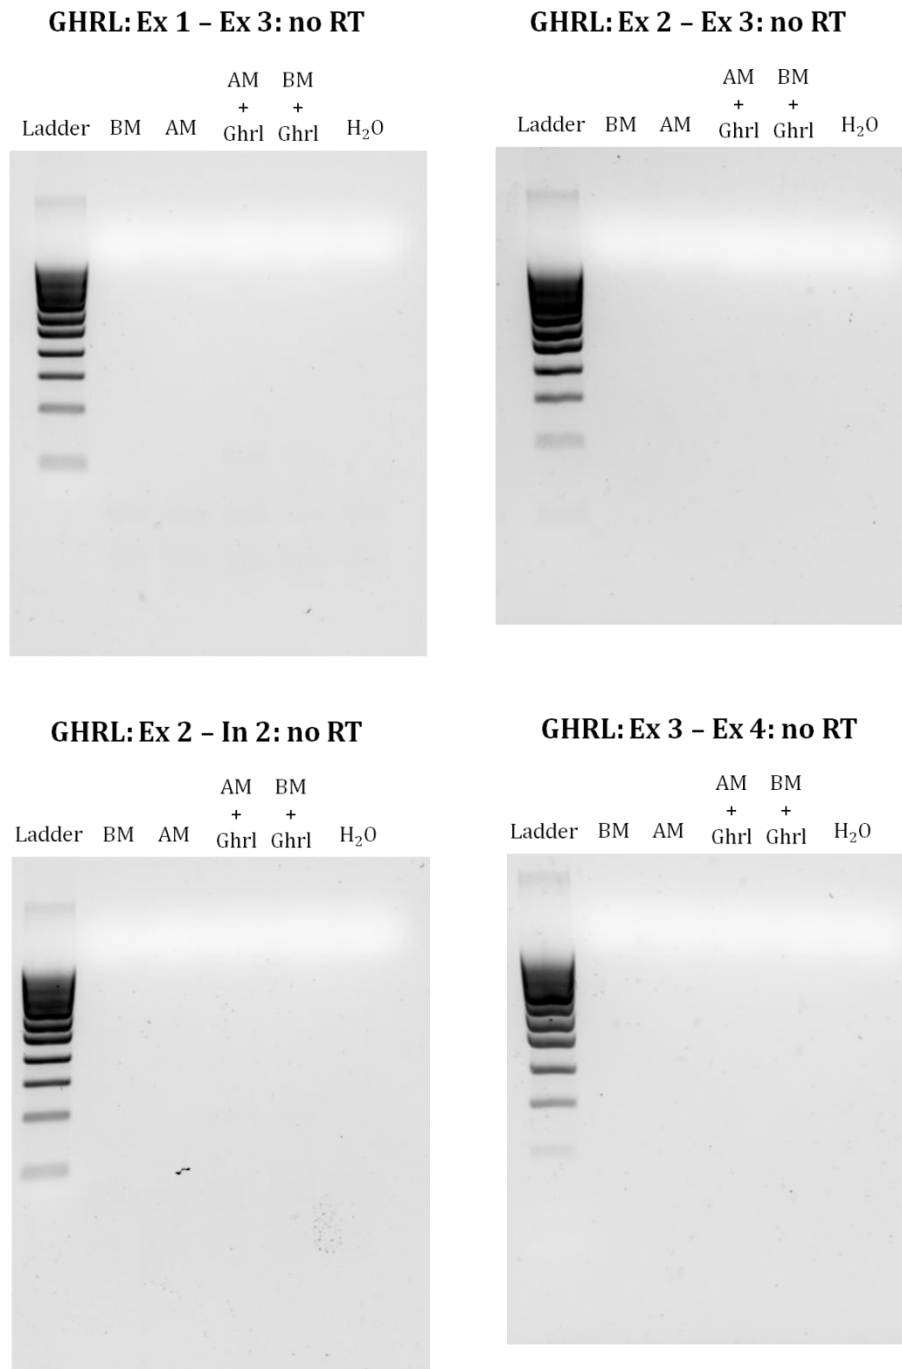 GHRL: Ex 1 – Ex 3: no RT
Ladder BM AM AM + Ghrl BM + Ghrl H₂O
GHRL: Ex 2 – Ex 3: no RT
Ladder BM AM AM + Ghrl BM + Ghrl H₂O
GHRL: Ex 2 – In 2: no RT
Ladder BM AM AM + Ghrl BM + Ghrl H₂O
GHRL: Ex 3 – Ex 4: no RT
Ladder BM AM AM + Ghrl BM + Ghrl H₂O